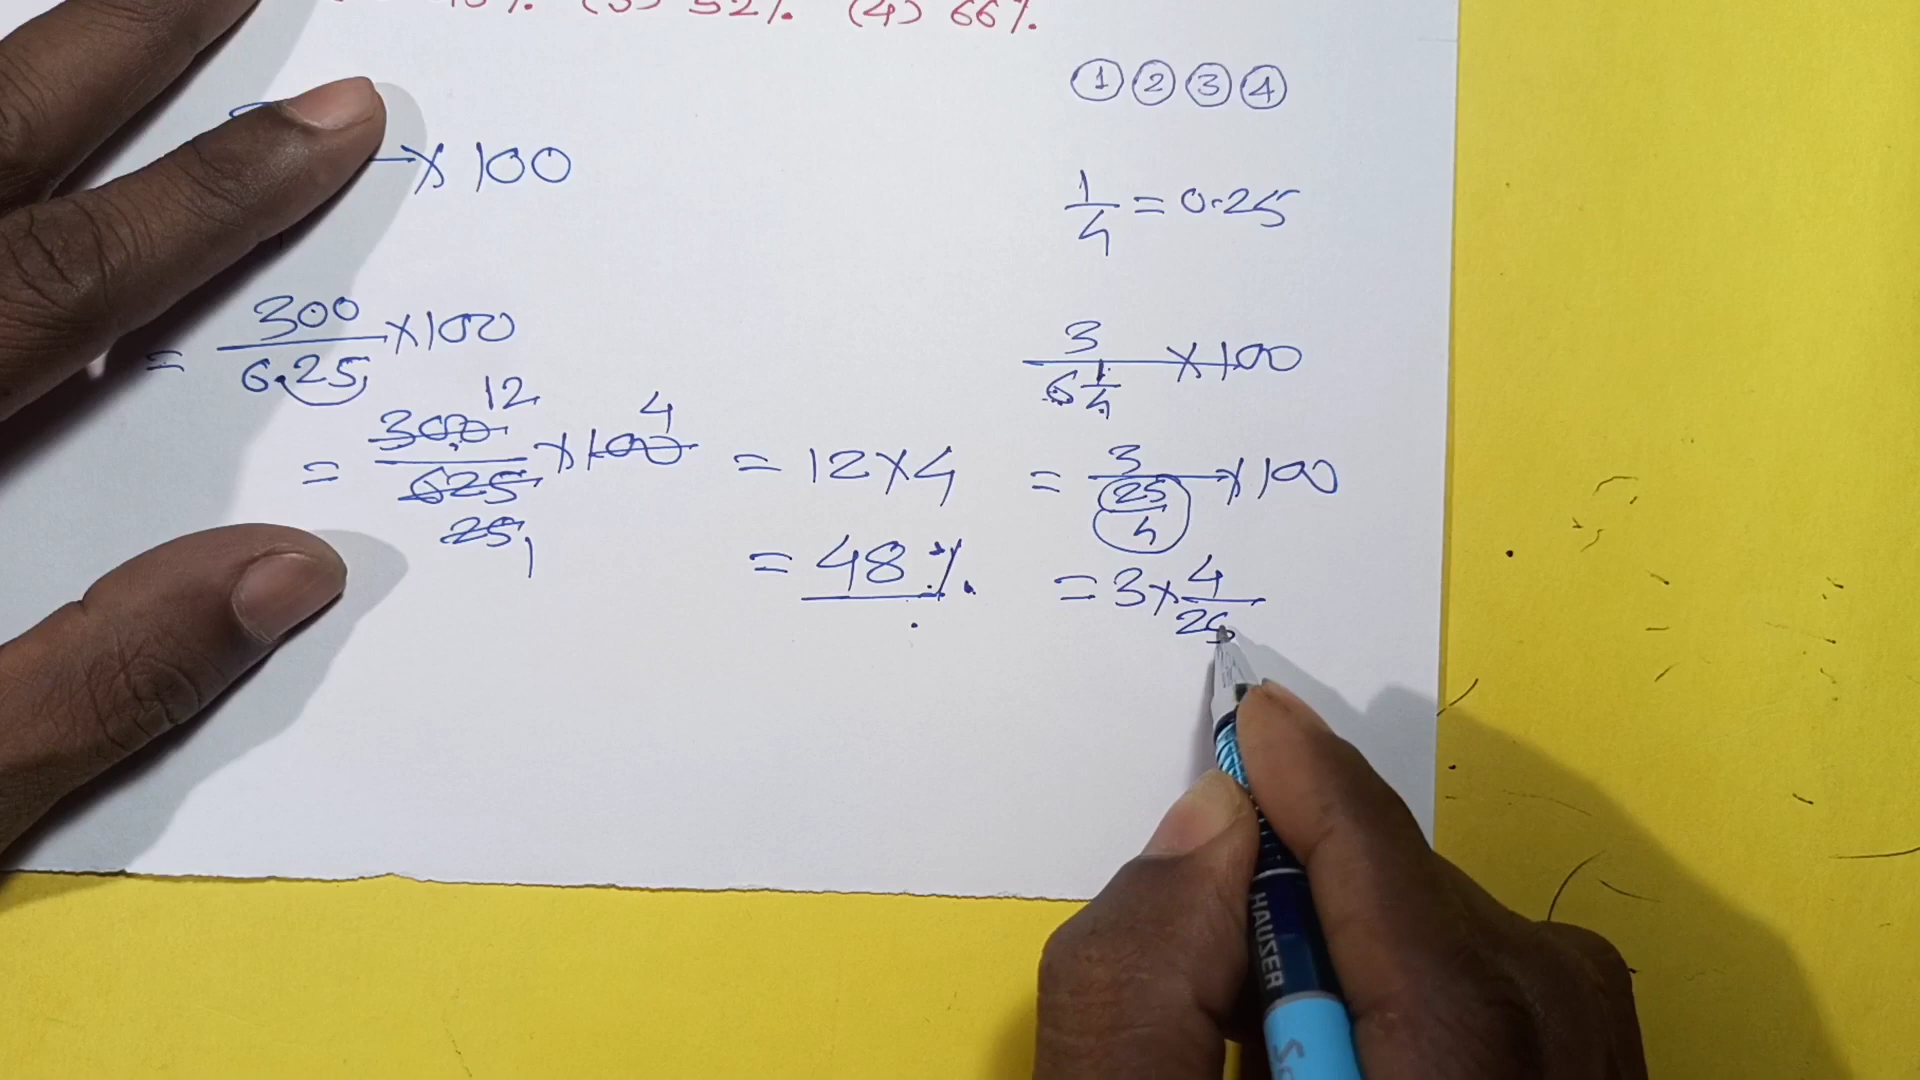 (3) 52%. (4) 66%.
① ② ③ ④
× 100
1/4 = 0.25
= 300/6.25 × 100
3/6 1/4 × 100
= 300/625 × 100 = 12 × 4
12
4
25
1
= 3/(25/4) × 100
= 48%.
= 3 × 4/25
HAUSER